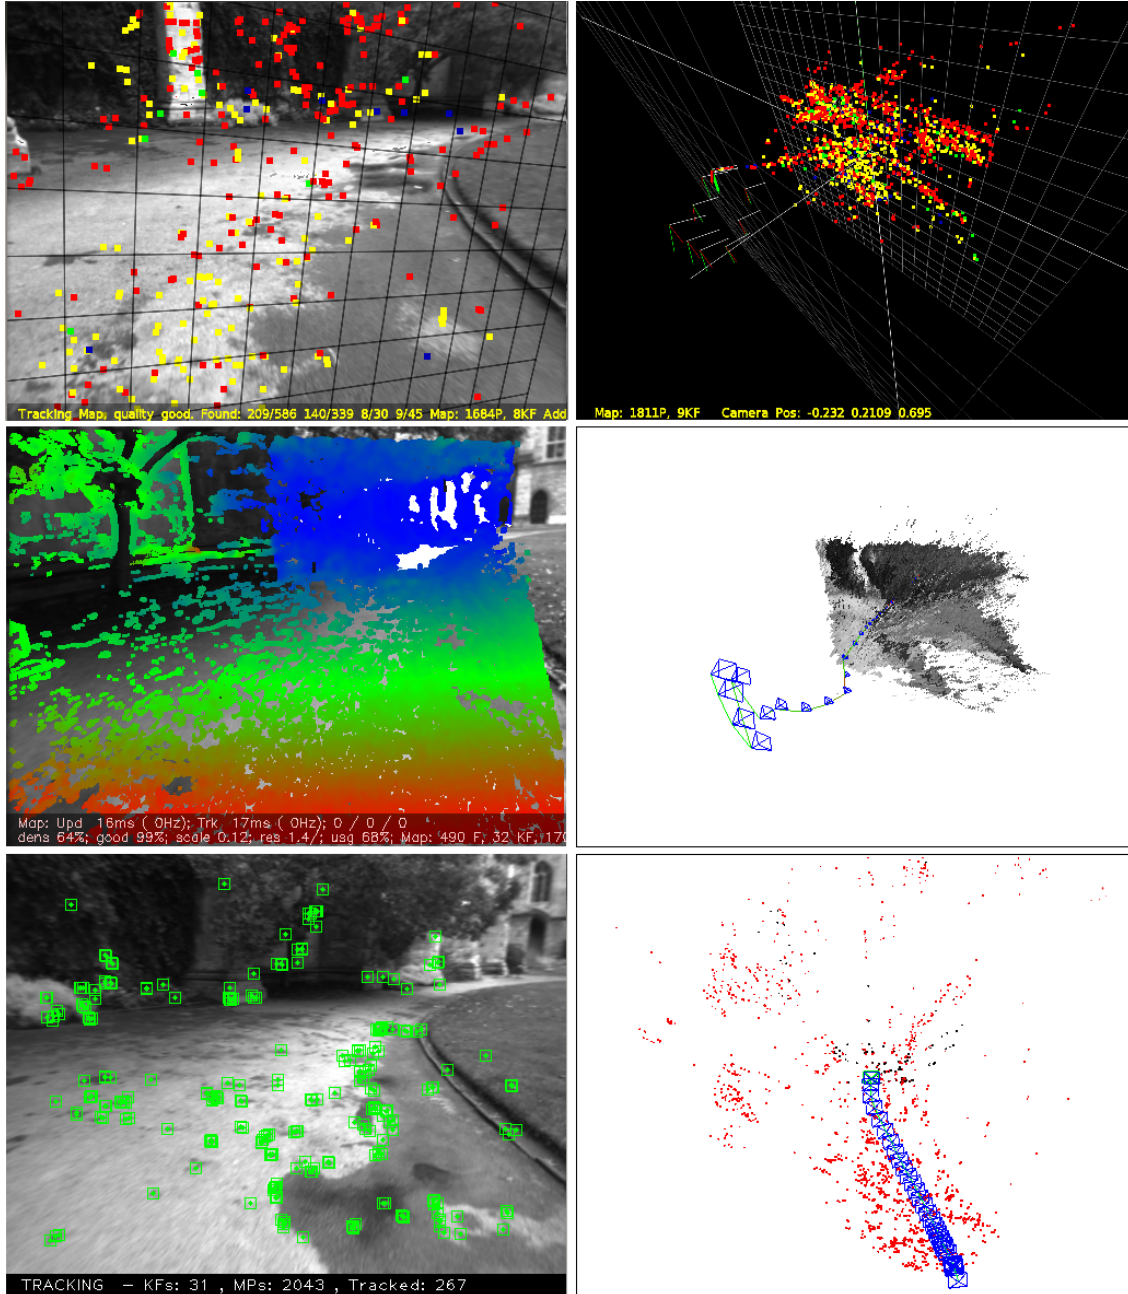 Tracking Map, quality good. Found: 209/586 140/339 8/30 9/45 Map: 1684P, 8KF Add
Map: 1811P, 9KF Camera Pos: -0.232 0.2109 0.695
Map: Upd 16ms ( 0Hz); Trk 17ms ( 0Hz); 0 / 0 / 0
dens 64%; good 99%; scale 0.12; res 1.4/; usg 68%; Map: 490 F, 32 KF, 170
TRACKING - KFs: 31 , MPs: 2043 , Tracked: 267